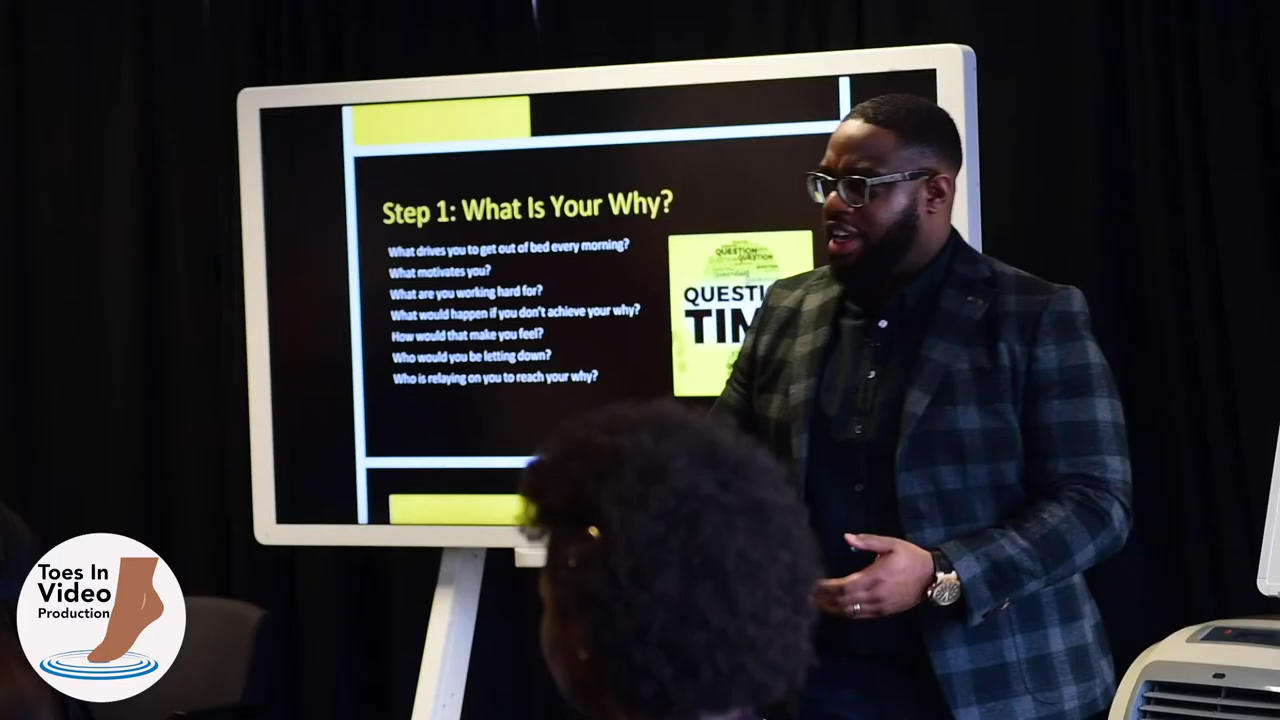 Step 1: What Is Your Why?
What drives you to get out of bed every morning?
What motivates you?
What are you working hard for?
What would happen if you don't achieve your why?
How would that make you feel?
Who would you be letting down?
Who is relaying on you to reach your why?
QUESTION
QUESTION
QUESTI
TIM
Toes In
Video
Production